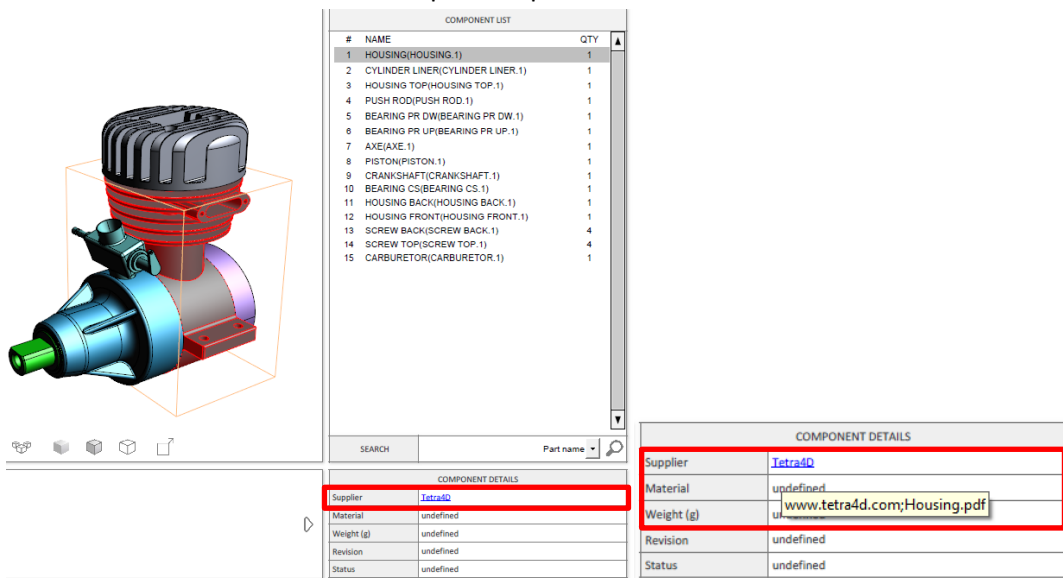 COMPONENT LIST
# NAME QTY
1 HOUSING(HOUSING.1) 1
2 CYLINDER LINER(CYLINDER LINER.1) 1
3 HOUSING TOP(HOUSING TOP.1) 1
4 PUSH ROD(PUSH ROD.1) 1
5 BEARING PR DW(BEARING PR DW.1) 1
6 BEARING PR UP(BEARING PR UP.1) 1
7 AXE(AXE.1) 1
8 PISTON(PISTON.1) 1
9 CRANKSHAFT(CRANKSHAFT.1) 1
10 BEARING CS(BEARING CS.1) 1
11 HOUSING BACK(HOUSING BACK.1) 1
12 HOUSING FRONT(HOUSING FRONT.1) 1
13 SCREW BACK(SCREW BACK.1) 4
14 SCREW TOP(SCREW TOP.1) 4
15 CARBURETOR(CARBURETOR.1) 1
SEARCH Part name
COMPONENT DETAILS
Supplier Tetra4D
Material undefined
Weight (g) undefined
Revision undefined
Status undefined
COMPONENT DETAILS
Supplier Tetra4D
Material undefined
www.tetra4d.com;Housing.pdf
Weight (g)
Revision undefined
Status undefined